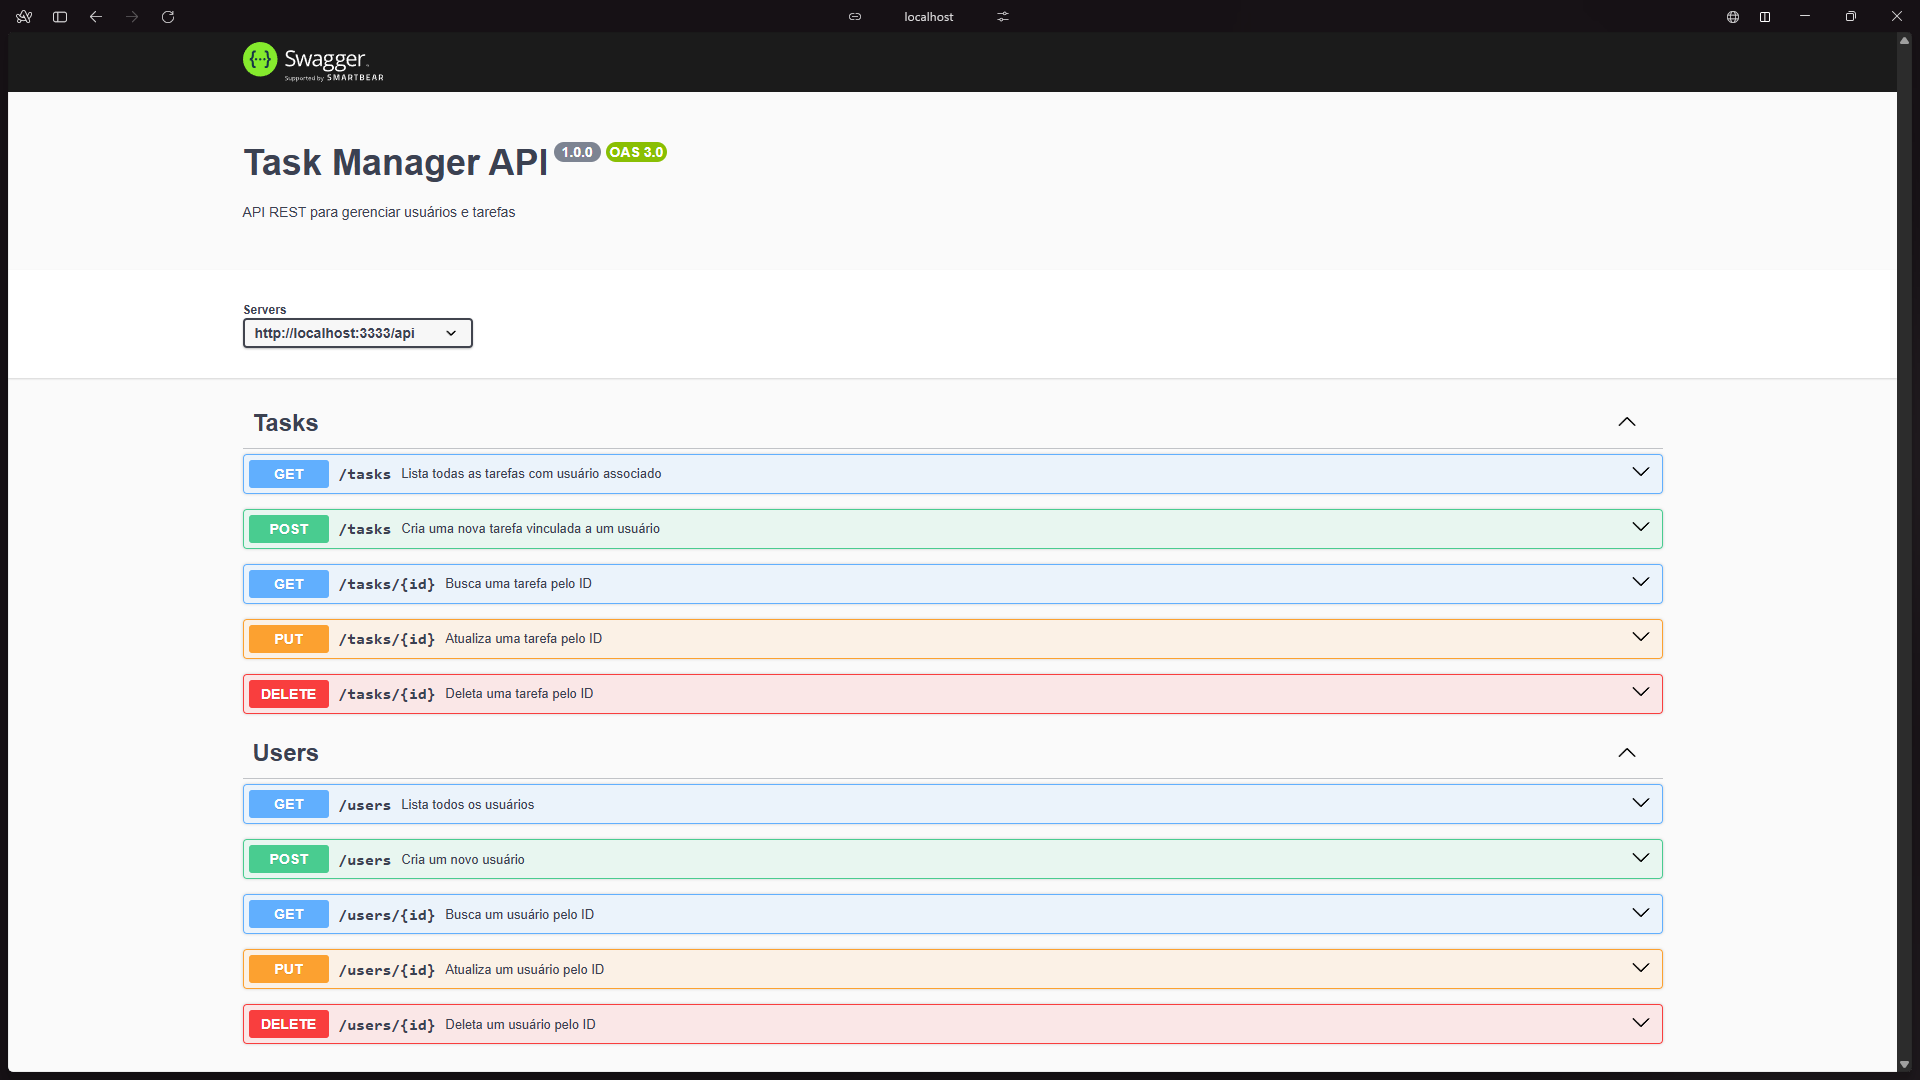 localhost
Swagger
Supported by SMARTBEAR
Task Manager API 1.0.0 OAS 3.0
API REST para gerenciar usuários e tarefas
Servers
http://localhost:3333/api
Tasks
GET /tasks Lista todas as tarefas com usuário associado
POST /tasks Cria uma nova tarefa vinculada a um usuário
GET /tasks/{id} Busca uma tarefa pelo ID
PUT /tasks/{id} Atualiza uma tarefa pelo ID
DELETE /tasks/{id} Deleta uma tarefa pelo ID
Users
GET /users Lista todos os usuários
POST /users Cria um novo usuário
GET /users/{id} Busca um usuário pelo ID
PUT /users/{id} Atualiza um usuário pelo ID
DELETE /users/{id} Deleta um usuário pelo ID